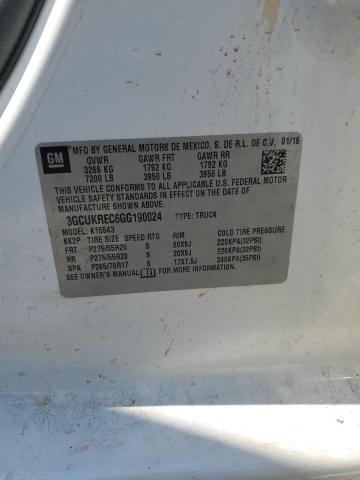 GM
MFD BY GENERAL MOTORS DE MEXICO, S. DE R.L. DE C.V. 01/16
GVWR GAWR FRT GAWR RR
3266 KG 1792 KG 1792 KG
7200 LB 3950 LB 3950 LB
THIS VEHICLE CONFORMS TO ALL APPLICABLE U.S. FEDERAL MOTOR
VEHICLE SAFETY STANDARDS IN EFFECT ON THE DATE OF
MANUFACTURE SHOWN ABOVE.
3GCUKREC6GG190024 TYPE: TRUCK
MODEL: K15543
KK2P TIRE SIZE SPEED RTG RIM COLD TIRE PRESSURE
FRT P275/55R20 S 20X9J 220KPA(32PSI)
RR P275/55R20 S 20X9J 220KPA(32PSI)
SPA P265/70R17 S 17X7.5J 240KPA(35PSI)
SEE OWNER'S MANUAL FOR MORE INFORMATION.